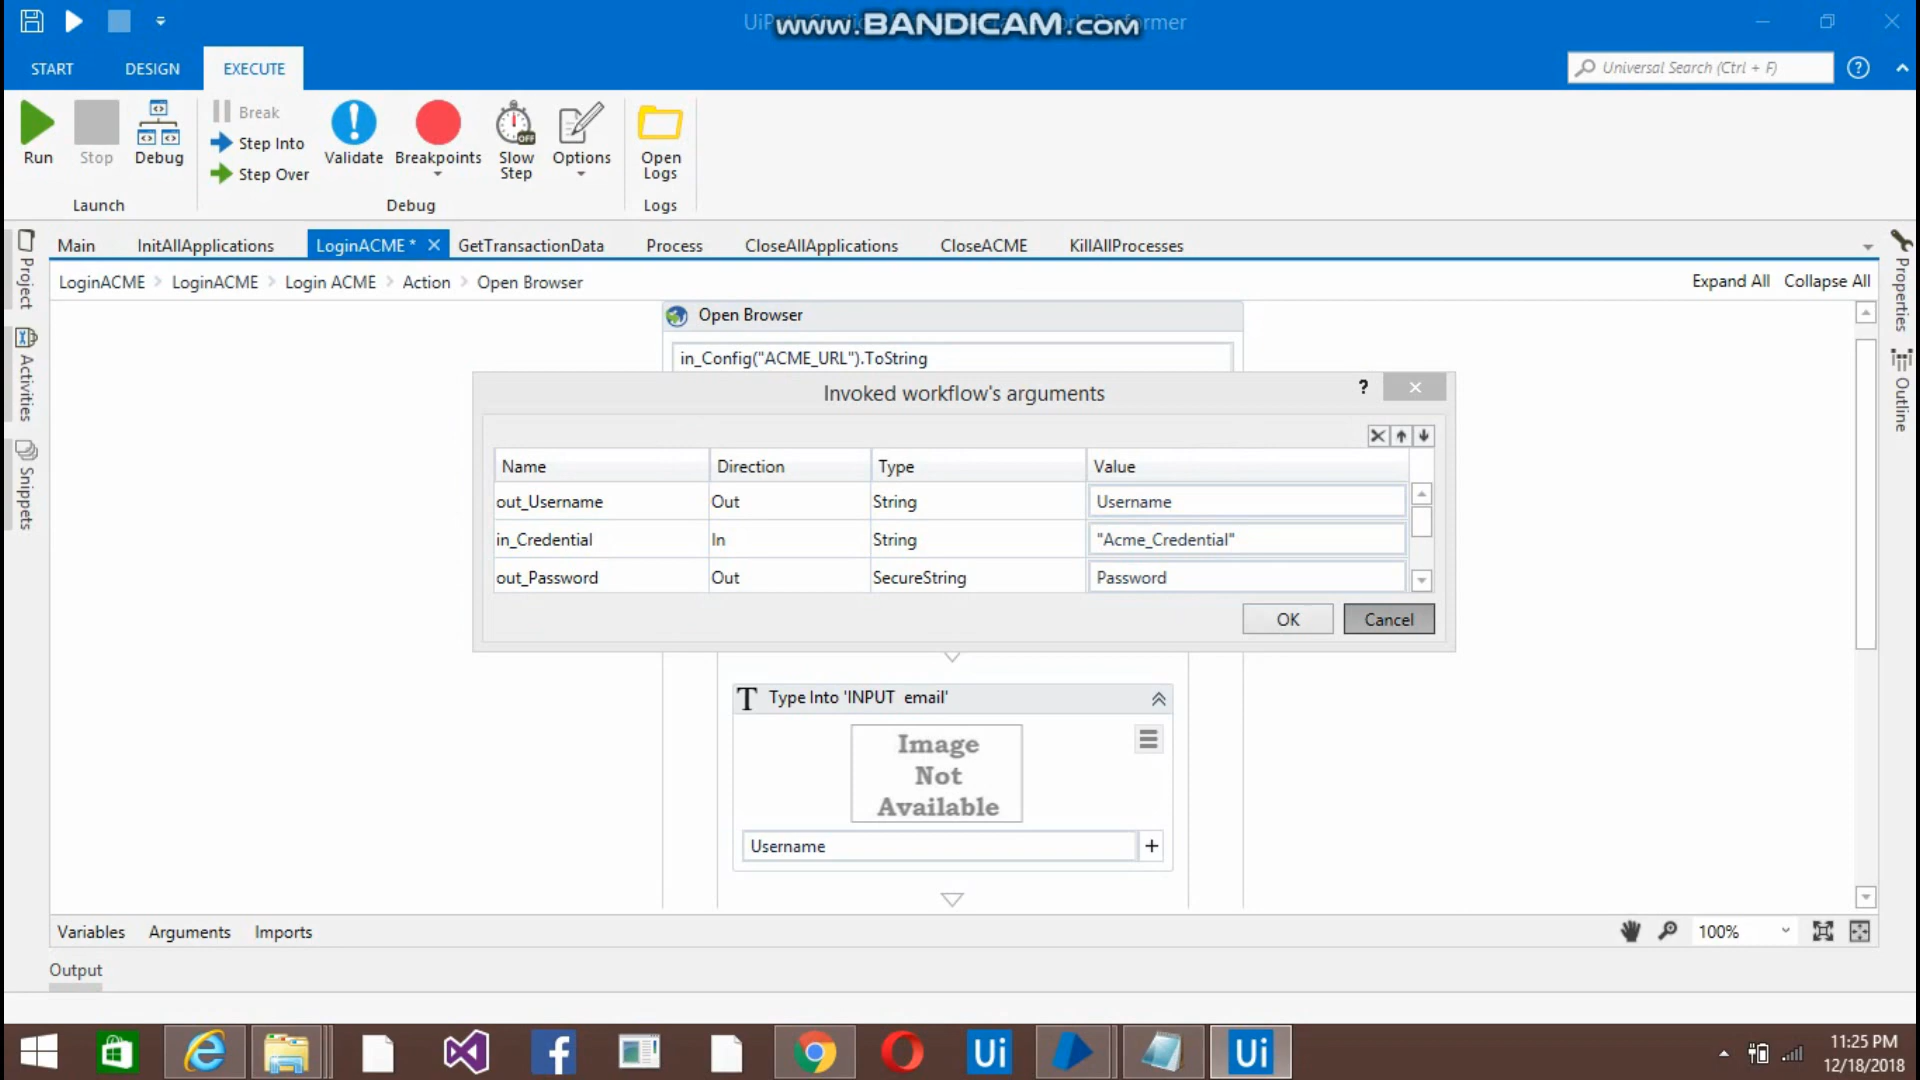 www.BANDICAM.com
UiP
rmer
START DESIGN EXECUTE
Universal Search (Ctrl + F)
Run
Stop
Debug
Break
Step Into
Step Over
Validate
Breakpoints
Slow
Step
Options
Open
Logs
Launch
Debug
Logs
Main InitAllApplications LoginACME * GetTransactionData Process CloseAllApplications CloseACME KillAllProcesses
LoginACME > LoginACME > Login ACME > Action > Open Browser
Expand All Collapse All
Project
Activities
Snippets
Properties
Outline
Open Browser
in_Config("ACME_URL").ToString
Invoked workflow's arguments
?
Name Direction Type Value
out_Username Out String Username
in_Credential In String "Acme_Credential"
out_Password Out SecureString Password
OK Cancel
T Type Into 'INPUT email'
Image
Not
Available
Username
+
Variables Arguments Imports
100%
Output
f
Ui
Ui
11:25 PM
12/18/2018